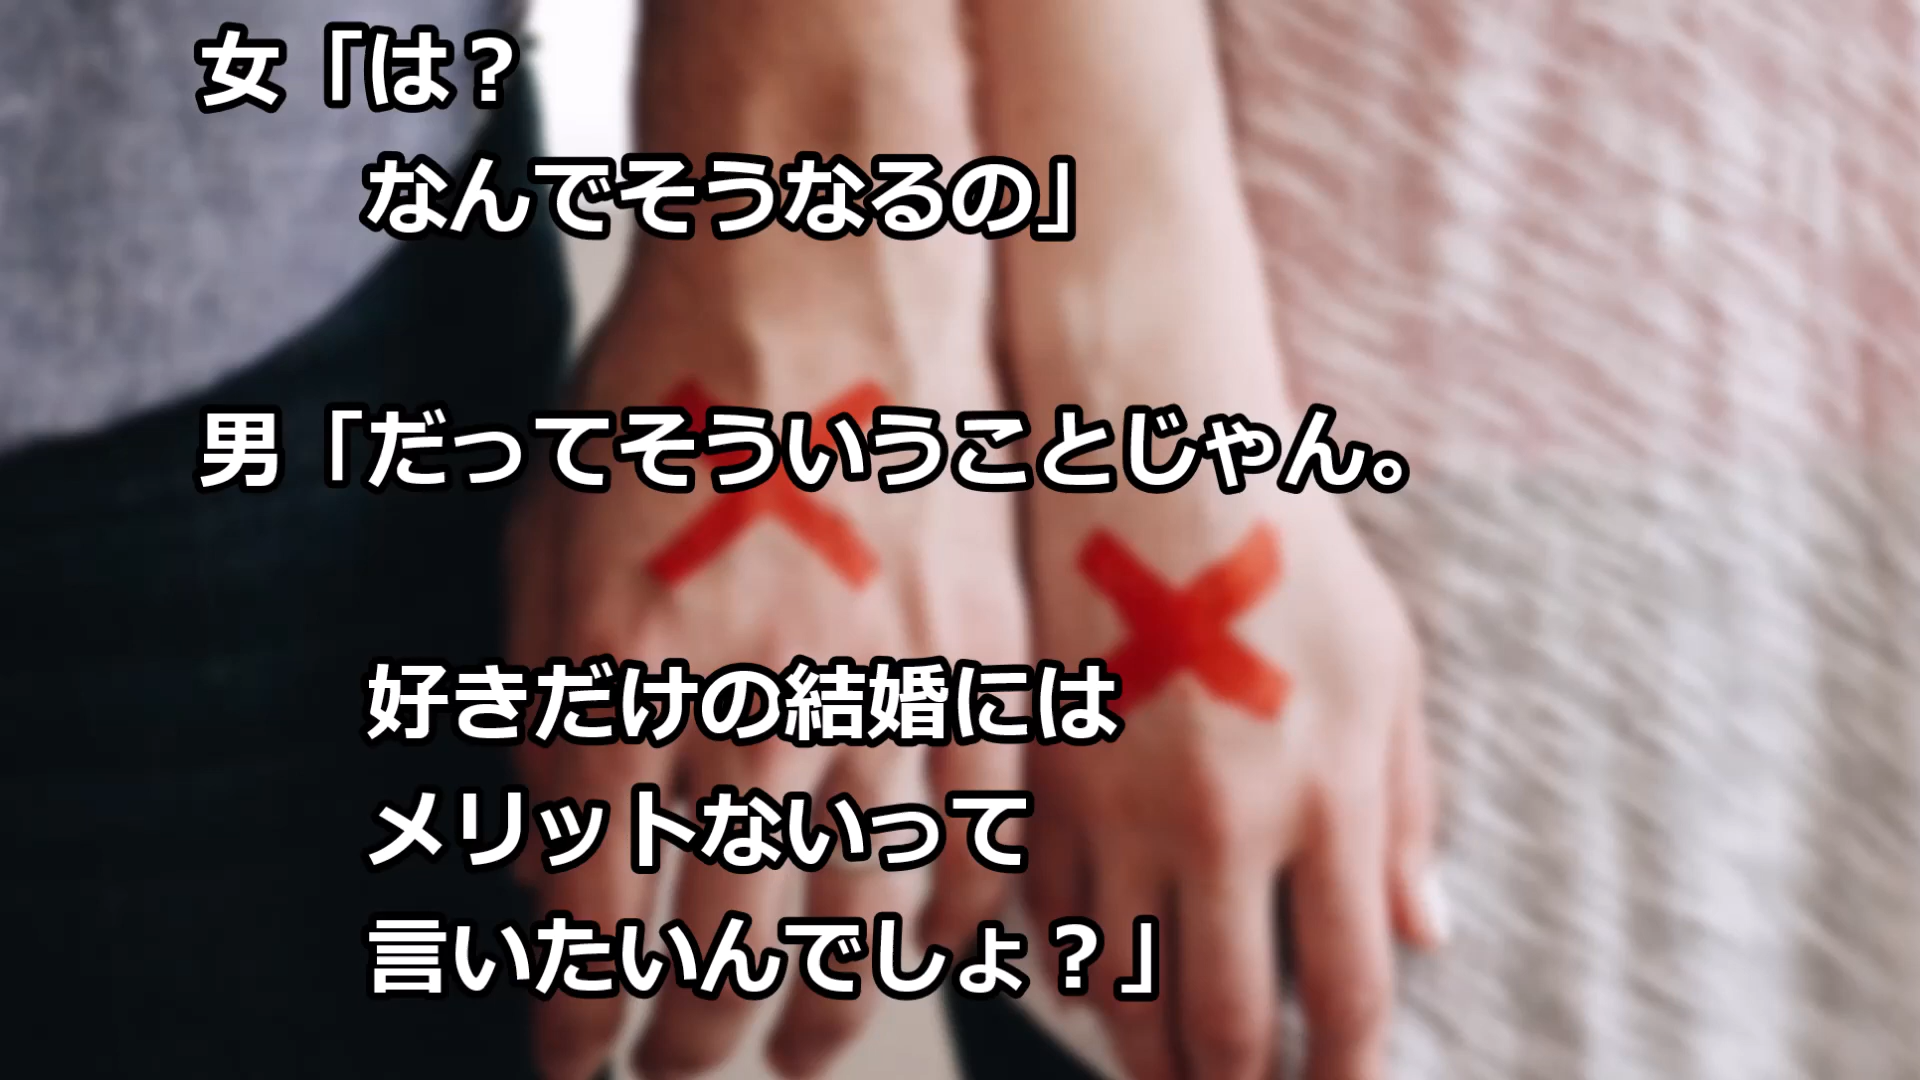 女「は？
なんでそうなるの」
男「だってそういうことじゃん。
好きだけの結婚には
メリットないって
言いたいんでしょ？」